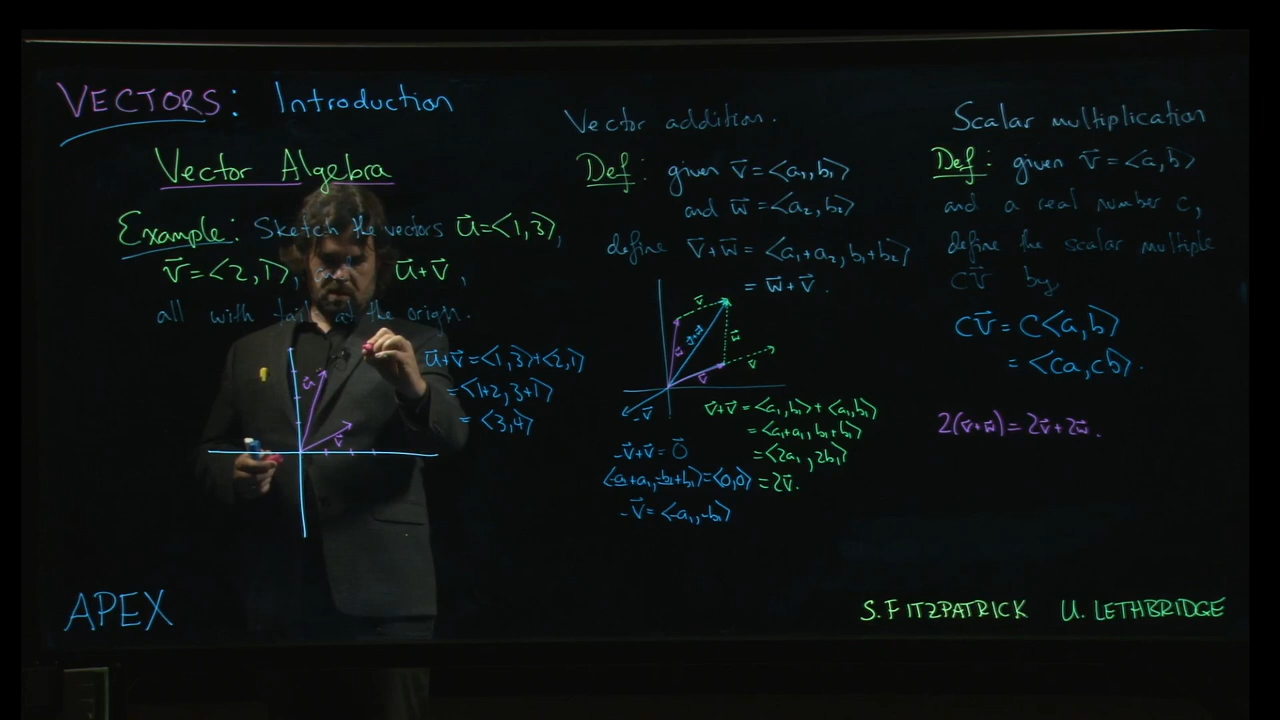 VECTORS: Introduction
Vector Algebra
Example: Sketch the vectors u⃗=⟨1,3⟩,
v⃗=⟨2,1⟩, and u⃗+v⃗,
all with tail at the origin.
u⃗
v⃗
u⃗+v⃗=⟨1,3⟩+⟨2,1⟩
=⟨1+2,3+1⟩
=⟨3,4⟩
APEX
Vector addition.
Def: given v⃗=⟨a₁,b₁⟩
and w⃗=⟨a₂,b₂⟩
define v⃗+w⃗=⟨a₁+a₂,b₁+b₂⟩
=w⃗+v⃗.
v⃗
w⃗
v⃗+w⃗
w⃗
v⃗
v⃗
-v⃗
v⃗+v⃗=⟨a₁,b₁⟩+⟨a₁,b₁⟩
=⟨a₁+a₁,b₁+b₁⟩
=⟨2a₁,2b₁⟩
=2v⃗.
-v⃗+v⃗=0⃗
⟨-a₁+a₁,-b₁+b₁⟩=⟨0,0⟩
-v⃗=⟨-a₁,-b₁⟩
Scalar multiplication
Def: given v⃗=⟨a,b⟩
and a real number c,
define the scalar multiple
cv⃗ by
cv⃗=c⟨a,b⟩
=⟨ca,cb⟩.
2(v⃗+w⃗)=2v⃗+2w⃗.
S.FITZPATRICK U. LETHBRIDGE